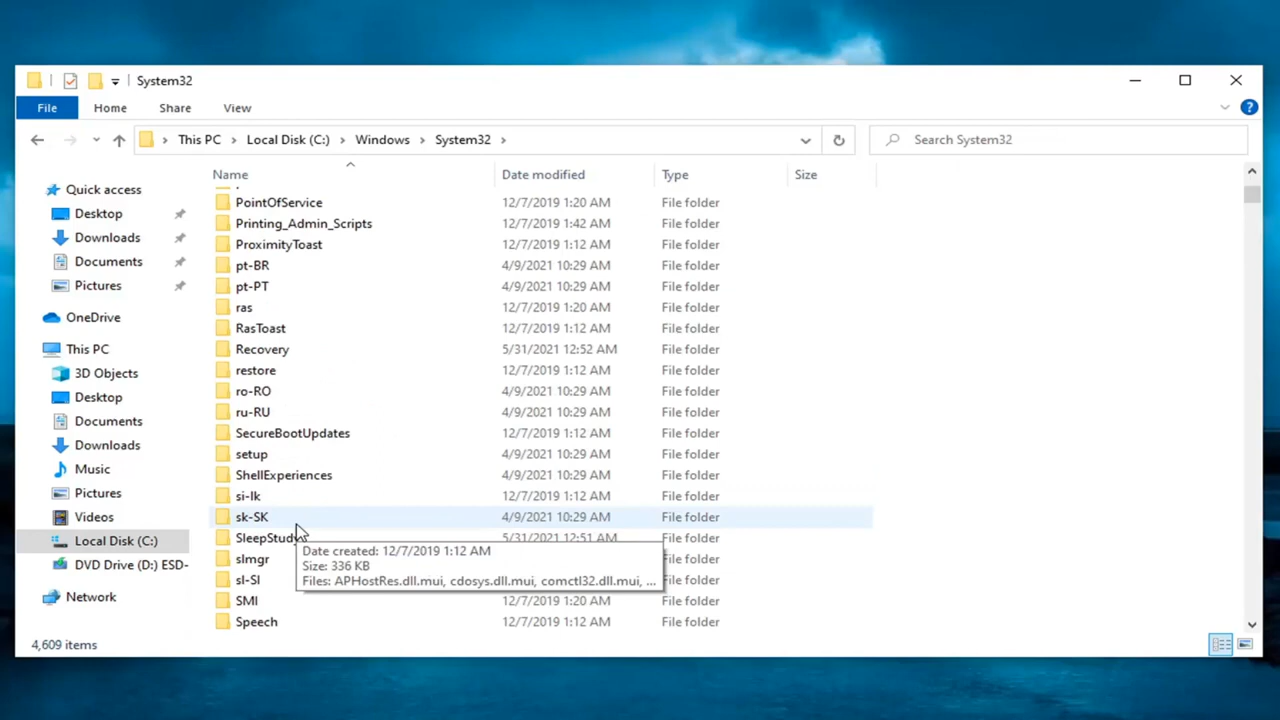 System32
File Home Share View
This PC Local Disk (C:) Windows System32
Search System32
Name Date modified Type Size
Quick access
Desktop
Downloads
Documents
Pictures
OneDrive
This PC
3D Objects
Desktop
Documents
Downloads
Music
Pictures
Videos
Local Disk (C:)
DVD Drive (D:) ESD-
Network
PointOfService 12/7/2019 1:20 AM File folder
Printing_Admin_Scripts 12/7/2019 1:42 AM File folder
ProximityToast 12/7/2019 1:12 AM File folder
pt-BR 4/9/2021 10:29 AM File folder
pt-PT 4/9/2021 10:29 AM File folder
ras 12/7/2019 1:20 AM File folder
RasToast 12/7/2019 1:12 AM File folder
Recovery 5/31/2021 12:52 AM File folder
restore 12/7/2019 1:12 AM File folder
ro-RO 4/9/2021 10:29 AM File folder
ru-RU 4/9/2021 10:29 AM File folder
SecureBootUpdates 12/7/2019 1:12 AM File folder
setup 4/9/2021 10:29 AM File folder
ShellExperiences 4/9/2021 10:29 AM File folder
si-lk 12/7/2019 1:12 AM File folder
sk-SK 4/9/2021 10:29 AM File folder
SleepStudy 5/31/2021 12:51 AM File folder
slmgr File folder
sl-SI File folder
SMI 12/7/2019 1:20 AM File folder
Speech 12/7/2019 1:12 AM File folder
Date created: 12/7/2019 1:12 AM
Size: 336 KB
Files: APHostRes.dll.mui, cdosys.dll.mui, comctl32.dll.mui, ...
4,609 items